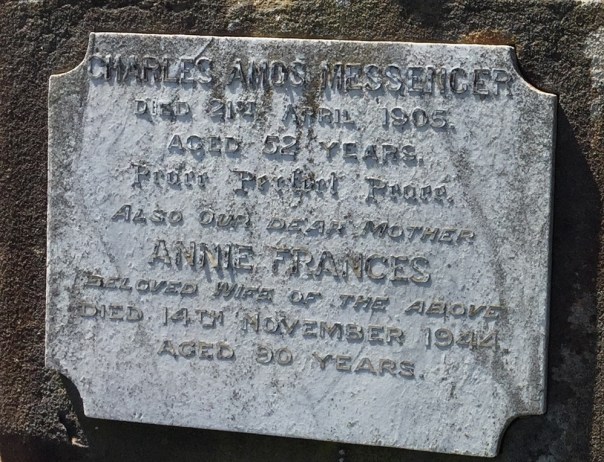 CHARLES AMOS MESSENGER
DIED 21ST APRIL 1905.
AGED 52 YEARS.
Peace Perfect Peace.
ALSO OUR DEAR MOTHER
ANNIE FRANCES
BELOVED WIFE OF THE ABOVE
DIED 14TH NOVEMBER 1944
AGED 90 YEARS.